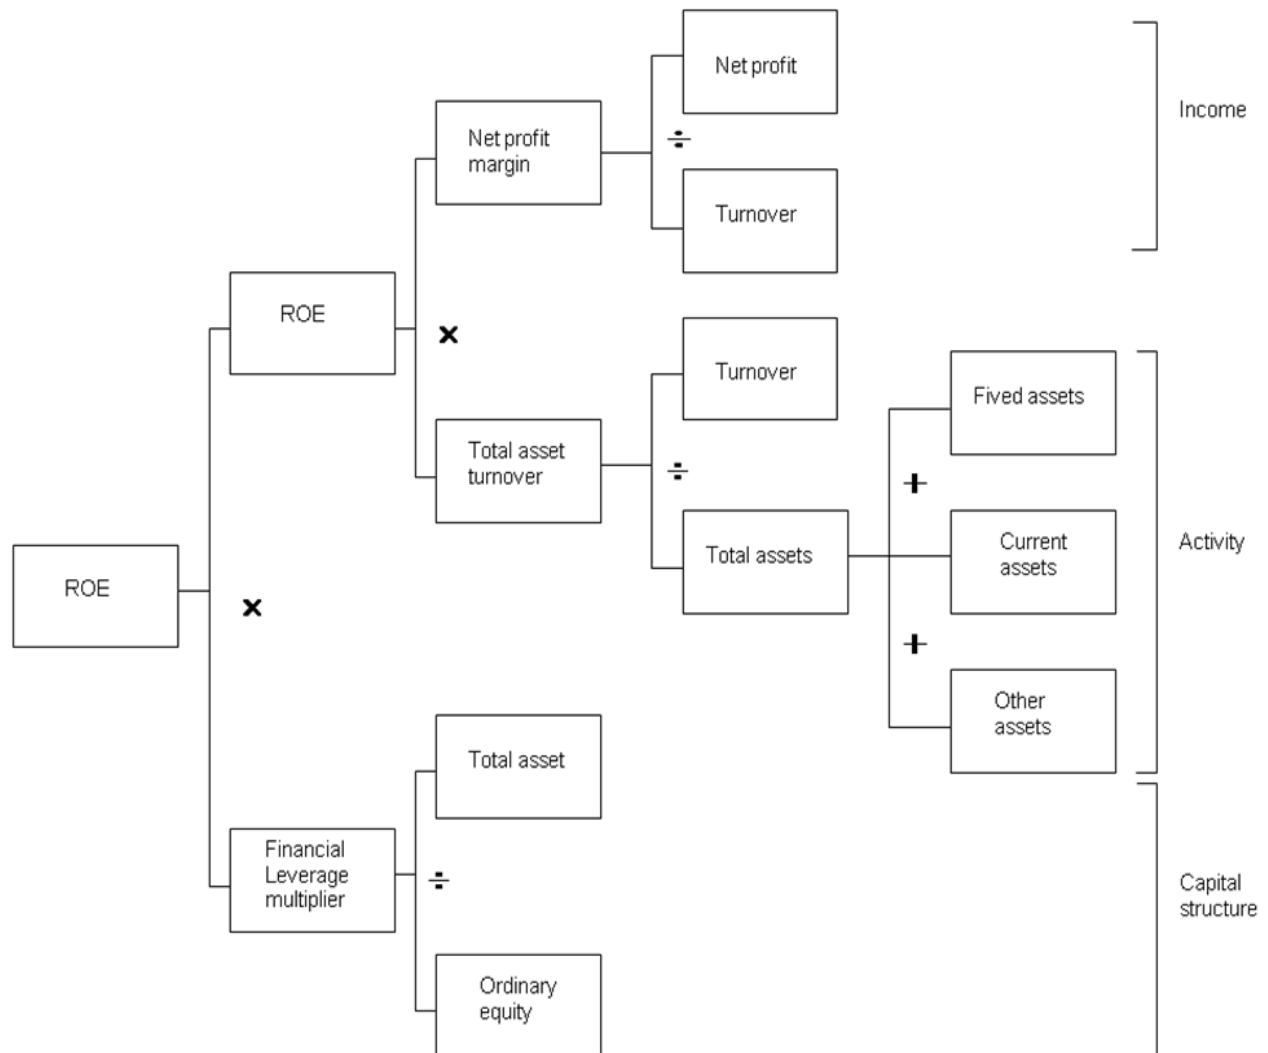 Net profit
Income
Net profit
margin
÷
Turnover
ROE
×
Turnover
Fived assets
Total asset
turnover
÷
+
Total assets
Current
assets
Activity
ROE
×
+
Other
assets
Total asset
Financial
Leverage
multiplier
÷
Capital
structure
Ordinary
equity